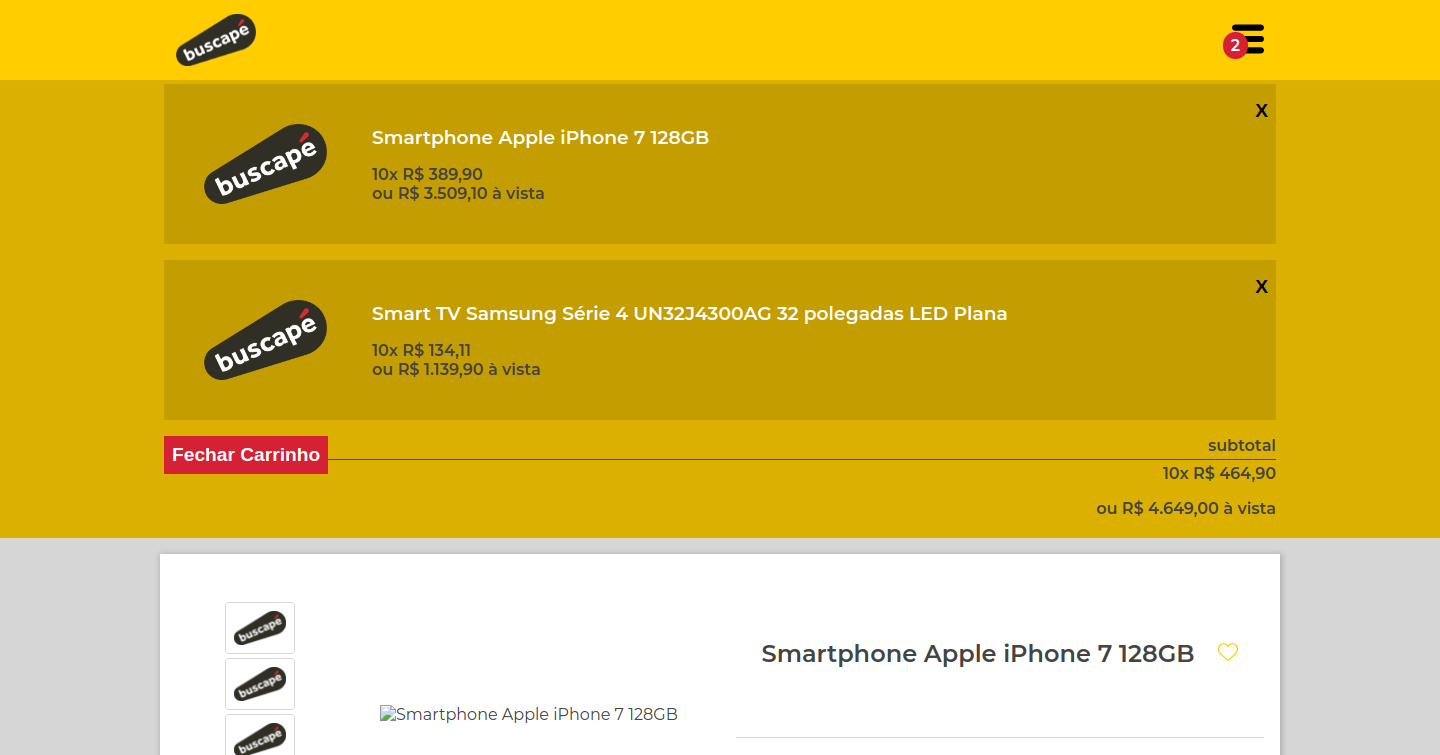 buscapé
2
X
buscapé
Smartphone Apple iPhone 7 128GB
10x R$ 389,90
ou R$ 3.509,10 à vista
X
buscapé
Smart TV Samsung Série 4 UN32J4300AG 32 polegadas LED Plana
10x R$ 134,11
ou R$ 1.139,90 à vista
Fechar Carrinho
subtotal
10x R$ 464,90
ou R$ 4.649,00 à vista
buscapé
buscapé
buscapé
Smartphone Apple iPhone 7 128GB
Smartphone Apple iPhone 7 128GB